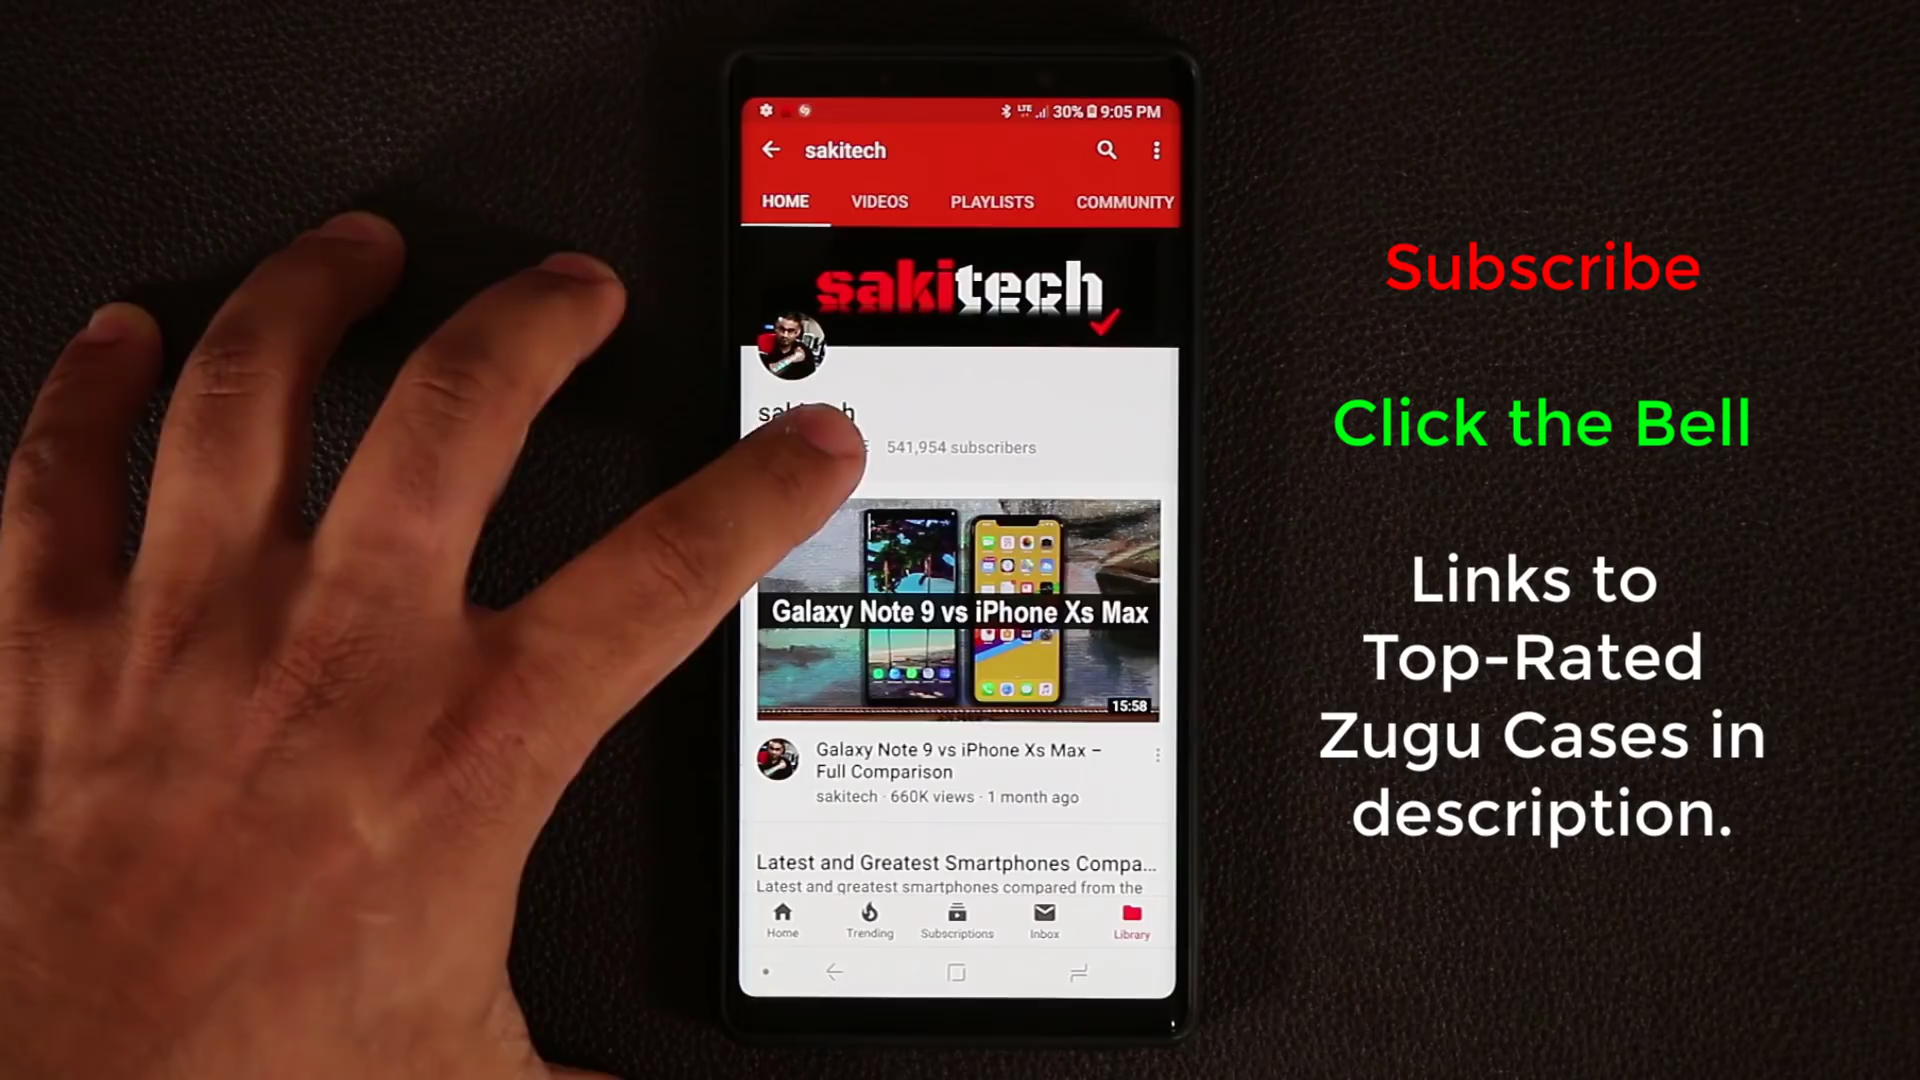 LTE 30% 9:05 PM
sakitech
HOME VIDEOS PLAYLISTS COMMUNITY
sakitech
541,954 subscribers
Galaxy Note 9 vs iPhone Xs Max
15:58
Galaxy Note 9 vs iPhone Xs Max –
Full Comparison
sakitech · 660K views · 1 month ago
Latest and Greatest Smartphones Compa...
Latest and greatest smartphones compared from the
Home Trending Subscriptions Inbox Library
Subscribe
Click the Bell
Links to
Top-Rated
Zugu Cases in
description.